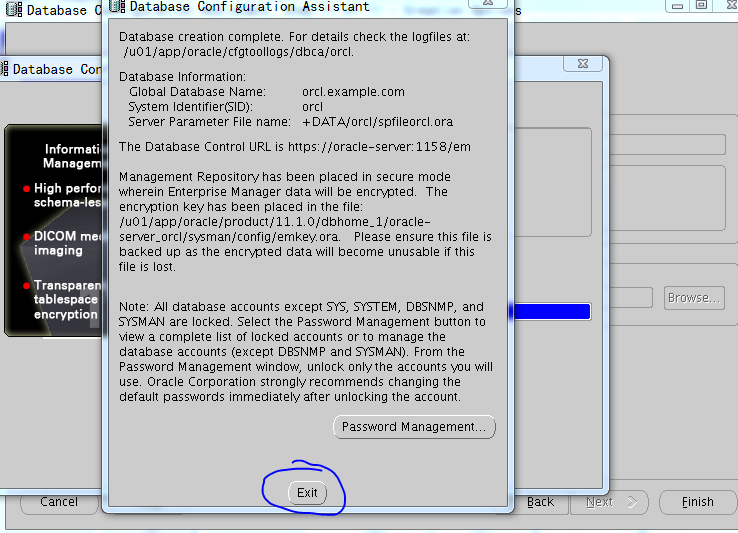 Database C
Database Configuration Assistant
Database Con
Database creation complete. For details check the logfiles at:
/u01/app/oracle/cfgtoollogs/dbca/orcl.
Database Information:
Global Database Name: orcl.example.com
System Identifier(SID): orcl
Server Parameter File name: +DATA/orcl/spfileorcl.ora
The Database Control URL is https://oracle-server:1158/em
Management Repository has been placed in secure mode
wherein Enterprise Manager data will be encrypted. The
encryption key has been placed in the file:
/u01/app/oracle/product/11.1.0/dbhome_1/oracle-
server_orcl/sysman/config/emkey.ora. Please ensure this file is
backed up as the encrypted data will become unusable if this
file is lost.
Note: All database accounts except SYS, SYSTEM, DBSNMP, and
SYSMAN are locked. Select the Password Management button to
view a complete list of locked accounts or to manage the
database accounts (except DBSNMP and SYSMAN). From the
Password Management window, unlock only the accounts you will
use. Oracle Corporation strongly recommends changing the
default passwords immediately after unlocking the account.
Password Management...
Exit
Informati
Managem
High perfor
schema-les
DICOM med
imaging
Transparen
tablespace
encryption
Browse...
Cancel
Back
Next
Finish